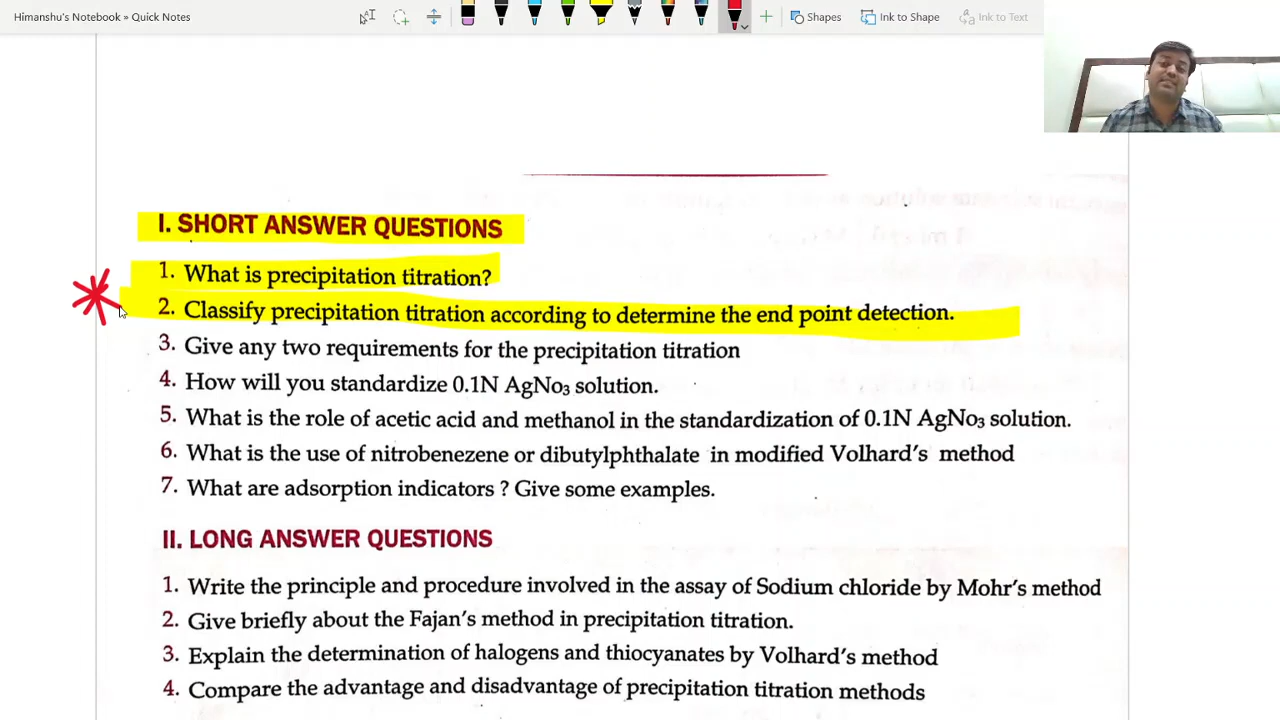 Himanshu's Notebook » Quick Notes
Shapes
Ink to Shape
Ink to Text
I. SHORT ANSWER QUESTIONS
1. What is precipitation titration?
2. Classify precipitation titration according to determine the end point detection.
3. Give any two requirements for the precipitation titration
4. How will you standardize 0.1N AgNo₃ solution.
5. What is the role of acetic acid and methanol in the standardization of 0.1N AgNo₃ solution.
6. What is the use of nitrobenezene or dibutylphthalate in modified Volhard's method
7. What are adsorption indicators ? Give some examples.
II. LONG ANSWER QUESTIONS
1. Write the principle and procedure involved in the assay of Sodium chloride by Mohr's method
2. Give briefly about the Fajan's method in precipitation titration.
3. Explain the determination of halogens and thiocyanates by Volhard's method
4. Compare the advantage and disadvantage of precipitation titration methods